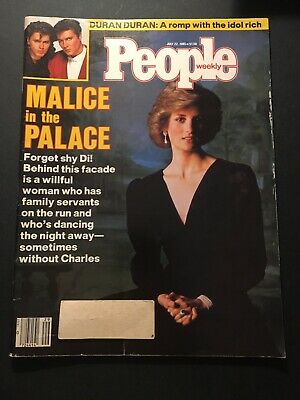 DURAN DURAN: A romp with the idol rich
People
weekly
MALICE
in the
PALACE
Forget shy Di!
Behind this facade
is a willful
woman who has
family servants
on the run and
who's dancing
the night away—
sometimes
without Charles